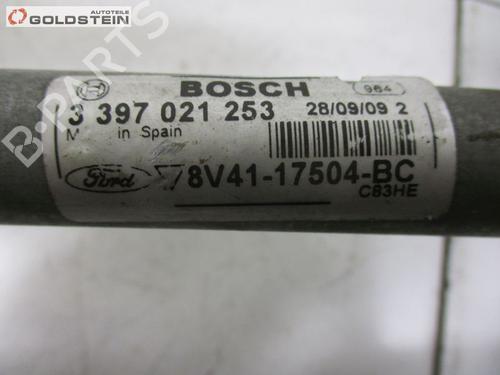 AUTOTEILE
GOLDSTEIN
B-PARTS
BOSCH
984
3 397 021 253
28/09/09 2
M in Spain
Ford
8V41-17504-BC
C83HE